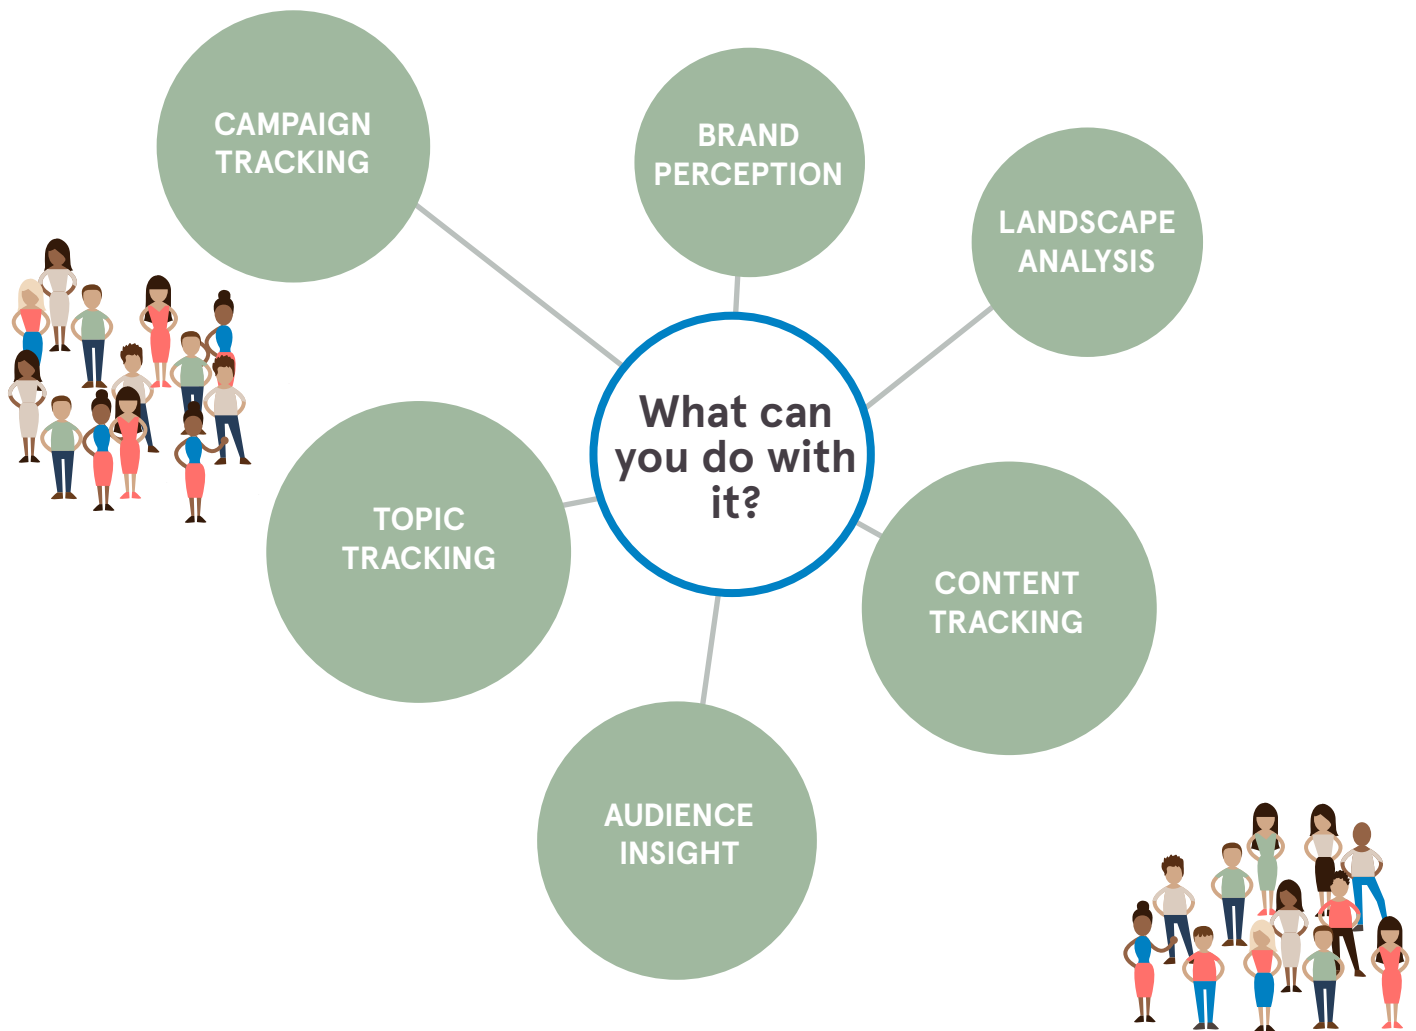 CAMPAIGN
TRACKING
BRAND
PERCEPTION
LANDSCAPE
ANALYSIS
What can
you do with
it?
TOPIC
TRACKING
CONTENT
TRACKING
AUDIENCE
INSIGHT